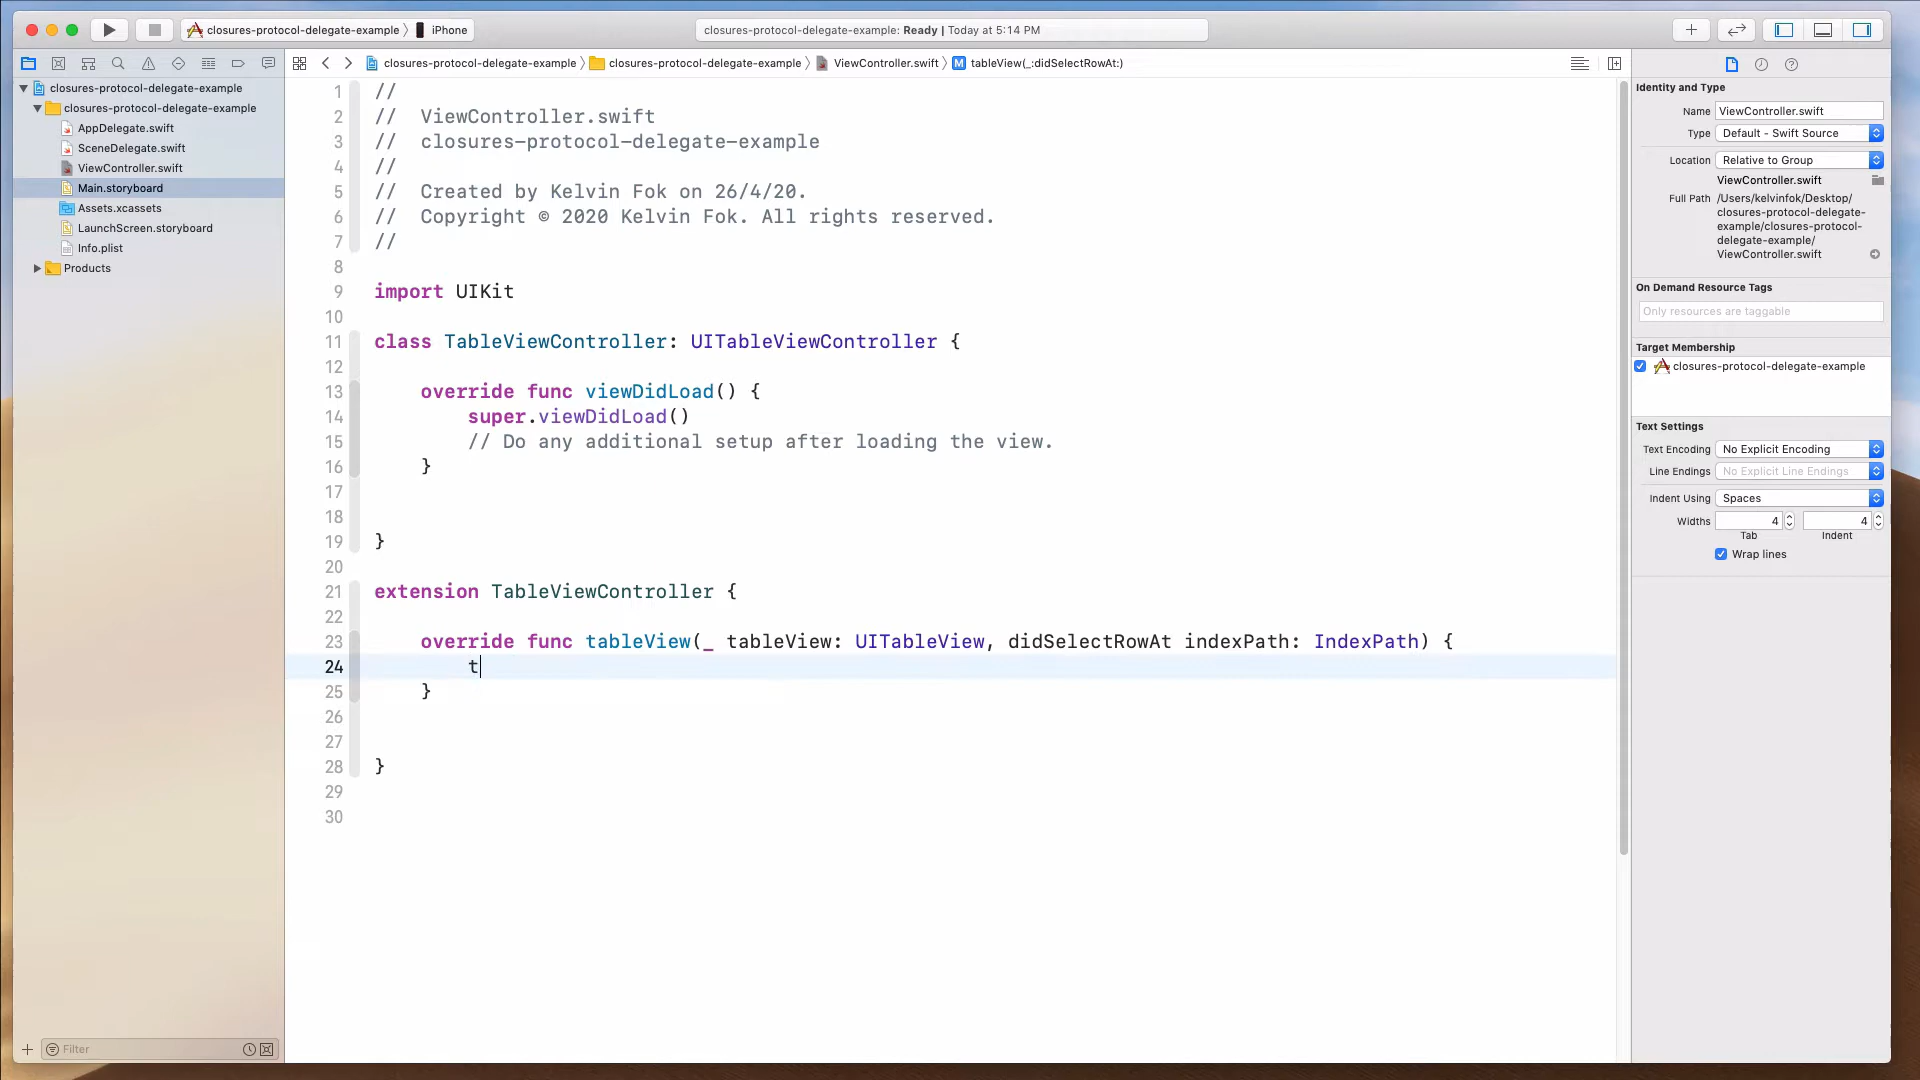 closures-protocol-delegate-example
iPhone
closures-protocol-delegate-example: Ready | Today at 5:14 PM
closures-protocol-delegate-example
closures-protocol-delegate-example
ViewController.swift
tableView(_:didSelectRowAt:)
closures-protocol-delegate-example
closures-protocol-delegate-example
AppDelegate.swift
SceneDelegate.swift
ViewController.swift
Main.storyboard
Assets.xcassets
LaunchScreen.storyboard
Info.plist
Products
Filter
1 //
2 //  ViewController.swift
3 //  closures-protocol-delegate-example
4 //
5 //  Created by Kelvin Fok on 26/4/20.
6 //  Copyright © 2020 Kelvin Fok. All rights reserved.
7 //
8
9 import UIKit
10
11 class TableViewController: UITableViewController {
12
13     override func viewDidLoad() {
14         super.viewDidLoad()
15         // Do any additional setup after loading the view.
16     }
17
18
19 }
20
21 extension TableViewController {
22
23     override func tableView(_ tableView: UITableView, didSelectRowAt indexPath: IndexPath) {
24         t
25     }
26
27
28 }
29
30
Identity and Type
Name ViewController.swift
Type Default - Swift Source
Location Relative to Group
ViewController.swift
Full Path /Users/kelvinfok/Desktop/
closures-protocol-delegate-
example/closures-protocol-
delegate-example/
ViewController.swift
On Demand Resource Tags
Only resources are taggable
Target Membership
closures-protocol-delegate-example
Text Settings
Text Encoding No Explicit Encoding
Line Endings No Explicit Line Endings
Indent Using Spaces
Widths 4 4
Tab Indent
Wrap lines